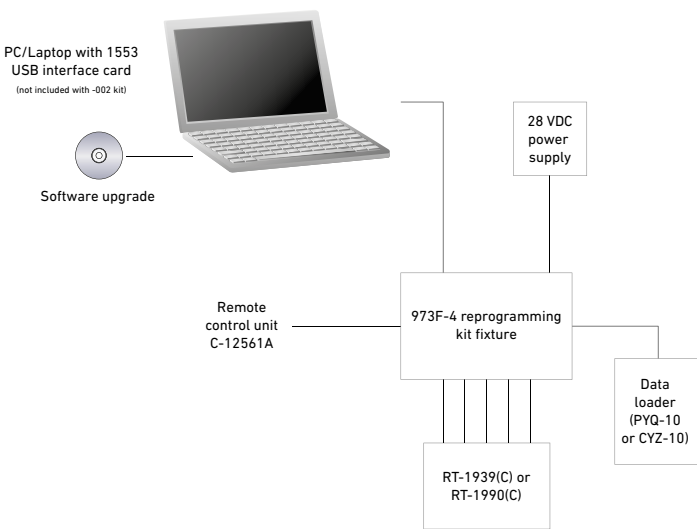 PC/Laptop with 1553
USB interface card
(not included with -002 kit)
Software upgrade
28 VDC
power
supply
Remote
control unit
C-12561A
973F-4 reprogramming
kit fixture
Data
loader
(PYQ-10
or CYZ-10)
RT-1939(C) or
RT-1990(C)